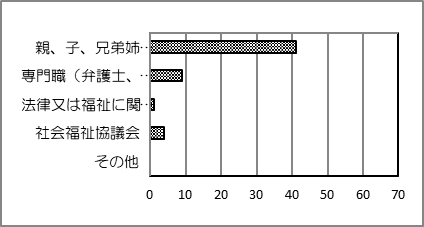 親、子、兄弟姉…
専門職（弁護士、…
法律又は福祉に関…
社会福祉協議会
その他
0 10 20 30 40 50 60 70